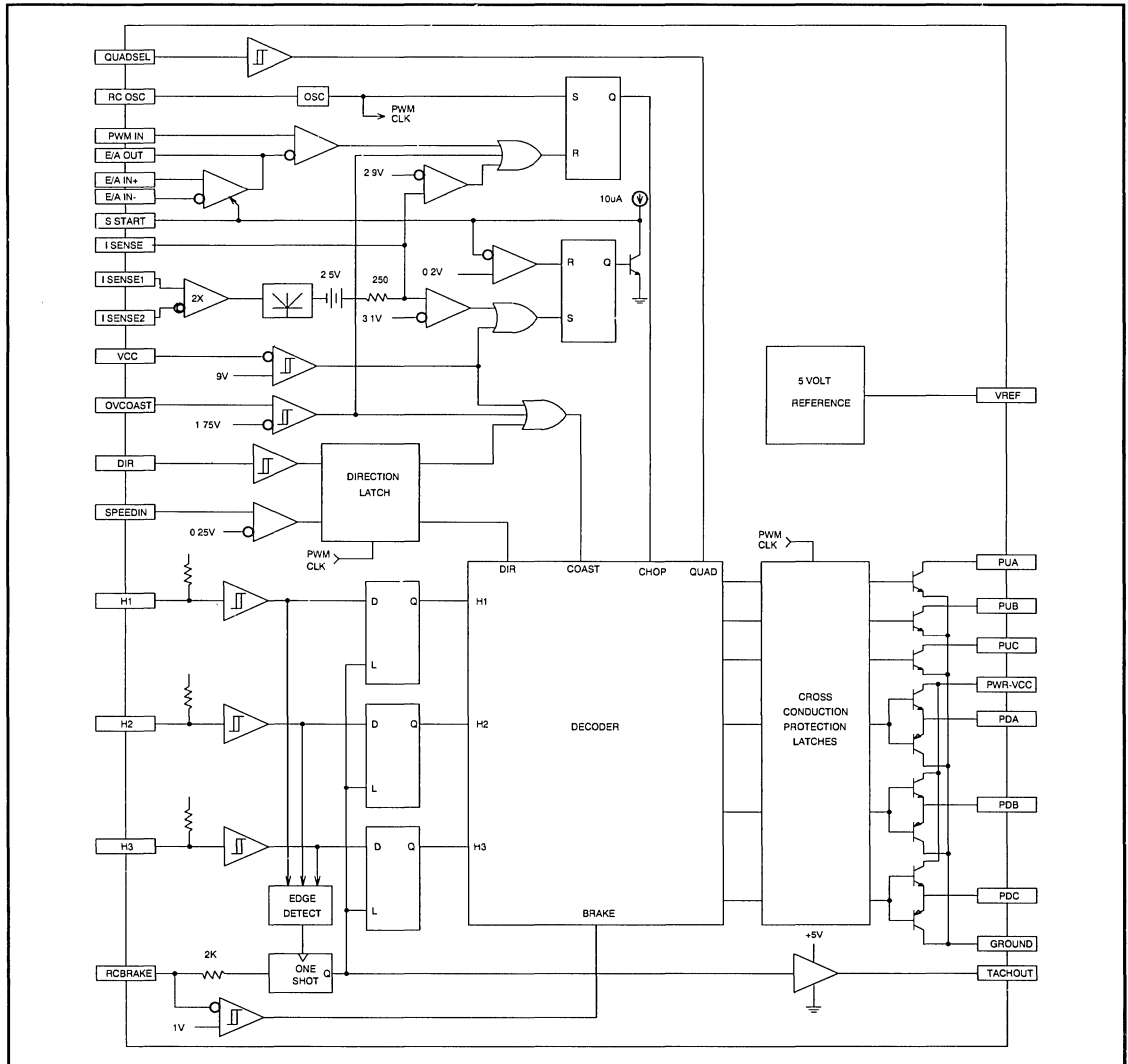 QUADSEL
RC OSC
OSC
S
Q
PWM
CLK
PWM IN
E/A OUT
R
2 9V
E/A IN+
E/A IN-
10uA
S START
I SENSE
R
Q
0 2V
2 5V
250
I SENSE1
2X
S
3 1V
I SENSE2
VCC
9V
5 VOLT
REFERENCE
VREF
OVCOAST
1 75V
DIR
DIRECTION
LATCH
SPEEDIN
0 25V
PWM
CLK
PWM
CLK
DIR
COAST
CHOP
QUAD
PUA
H1
D
Q
H1
PUB
PUC
L
PWR-VCC
CROSS
CONDUCTION
PROTECTION
LATCHES
PDA
H2
D
Q
H2
DECODER
L
PDB
H3
D
Q
H3
EDGE
DETECT
L
PDC
BRAKE
+5V
GROUND
RCBRAKE
2K
ONE
SHOT
Q
TACHOUT
1V